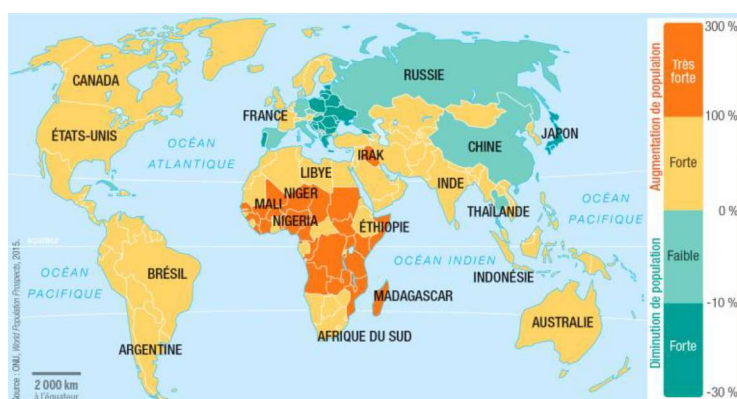 CANADA
ÉTATS-UNIS
OCÉAN
ATLANTIQUE
FRANCE
RUSSIE
CHINE
JAPON
IRAK
LIBYE
NIGER
MALI
NIGERIA
INDE
THAÏLANDE
OCÉAN
PACIFIQUE
ÉTHIOPIE
OCÉAN INDIEN
INDONÉSIE
OCÉAN
PACIFIQUE
BRÉSIL
MADAGASCAR
AUSTRALIE
AFRIQUE DU SUD
ARGENTINE
Équateur
2 000 km
à l'équateur
Source : ONU, World Population Prospects, 2015.
Augmentation de population
Diminution de population
300 %
Très
forte
100 %
Forte
0 %
Faible
-10 %
Forte
-30 %